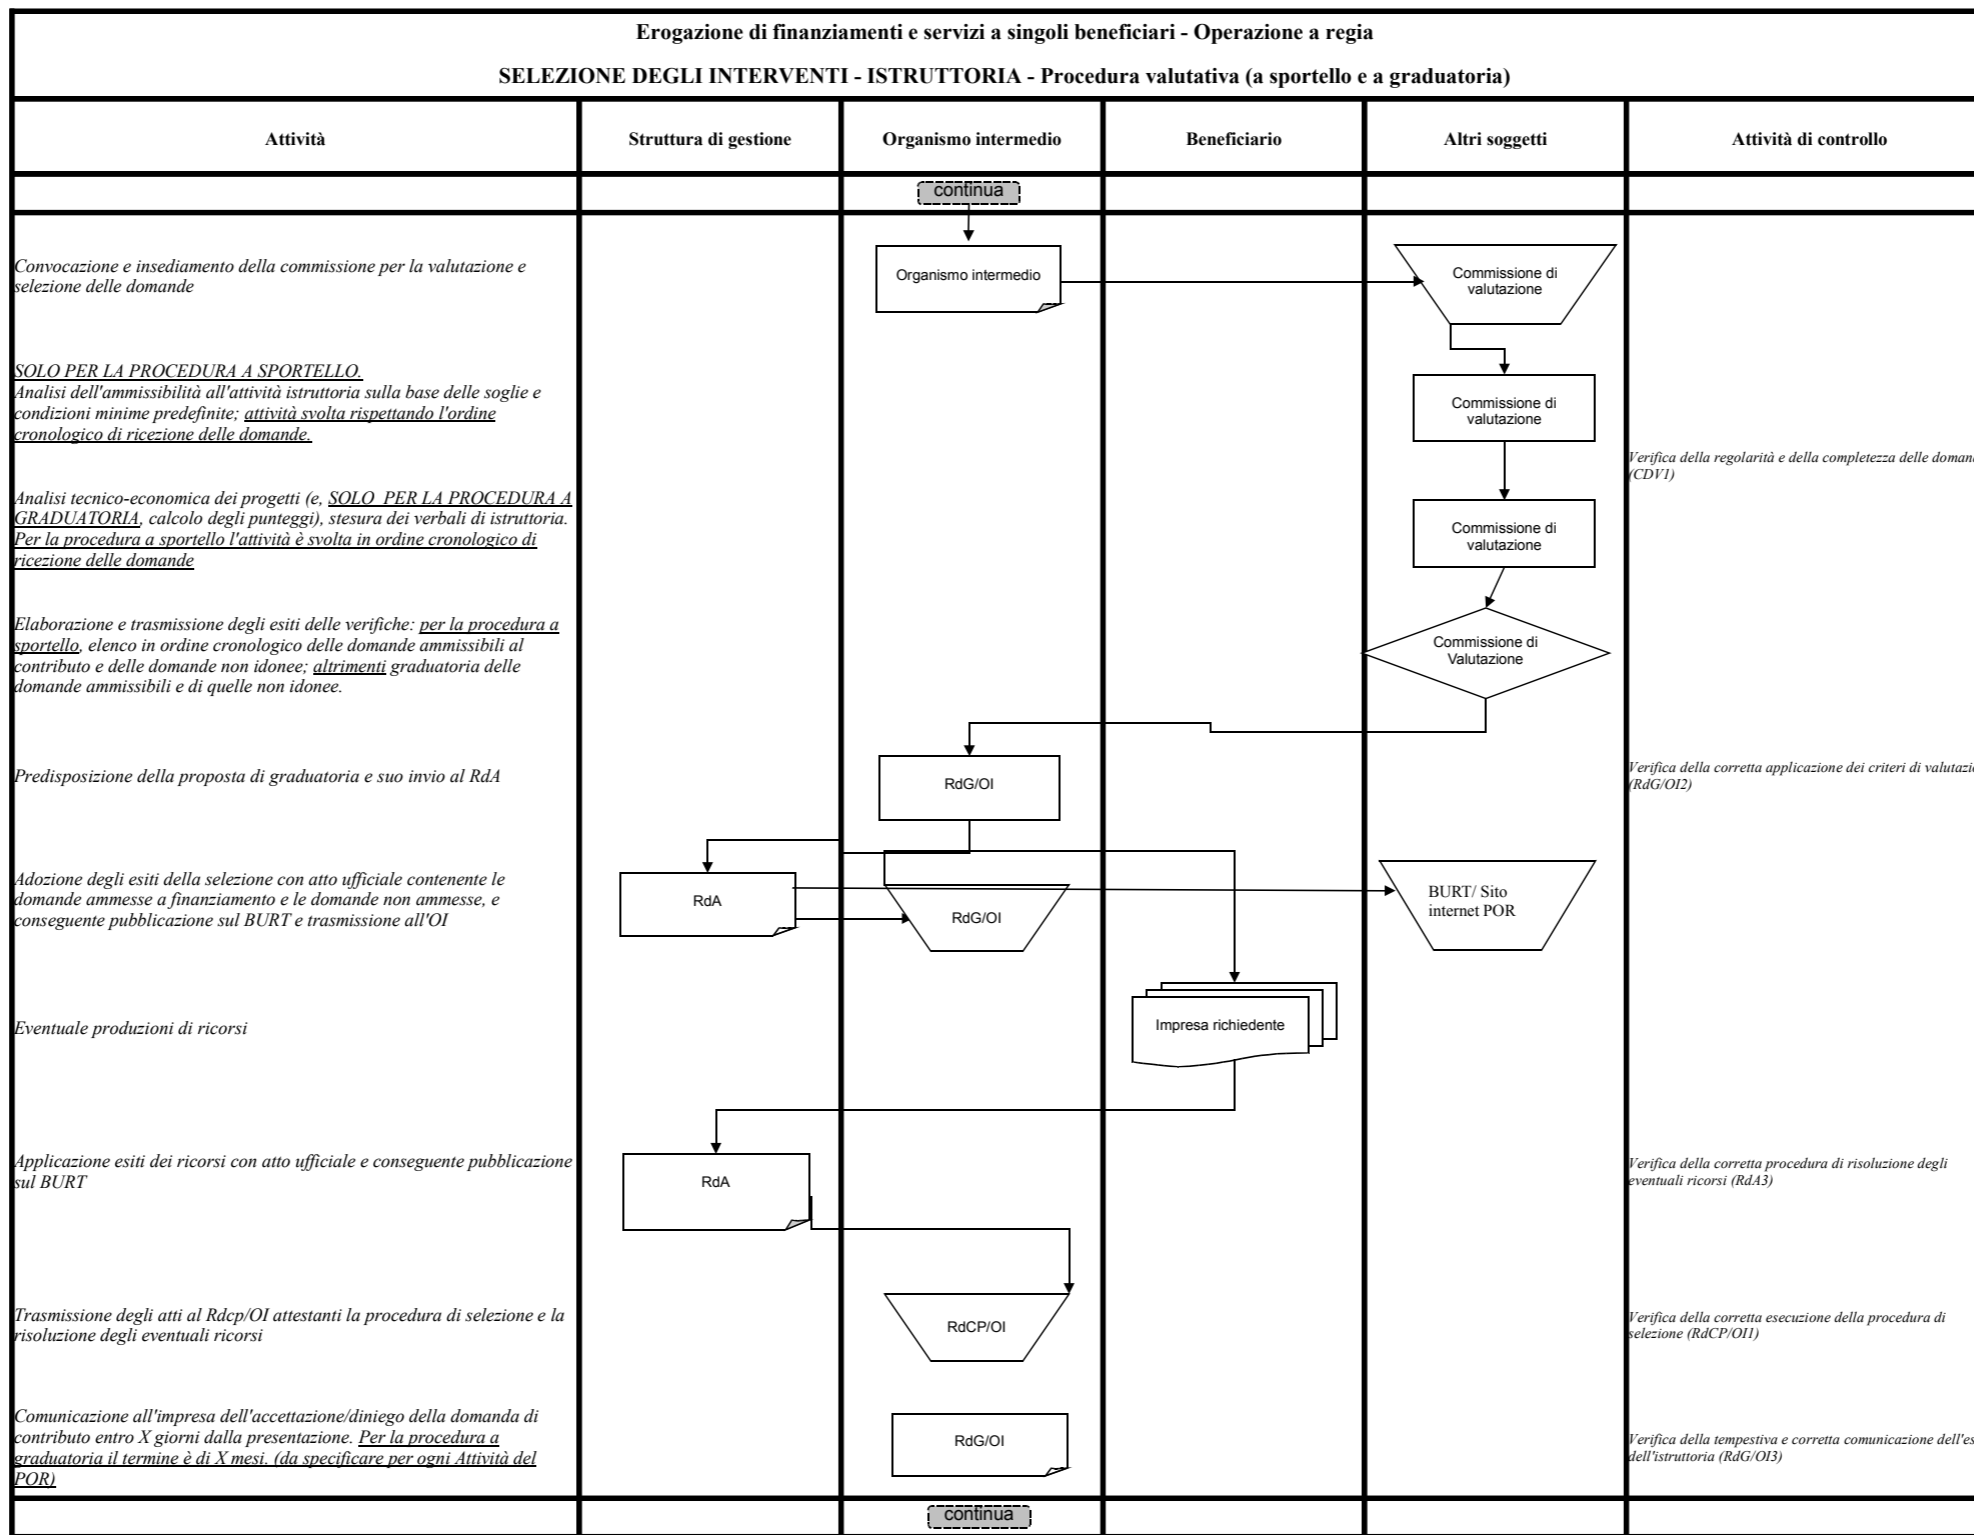 Erogazione di finanziamenti e servizi a singoli beneficiari - Operazione a regia
SELEZIONE DEGLI INTERVENTI - ISTRUTTORIA - Procedura valutativa (a sportello e a graduatoria)
Attività
Struttura di gestione
Organismo intermedio
Beneficiario
Altri soggetti
Attività di controllo
continua
Convocazione e insediamento della commissione per la valutazione e
selezione delle domande
Organismo intermedio
Commissione di
valutazione
SOLO PER LA PROCEDURA A SPORTELLO.
Analisi dell'ammissibilità all'attività istruttoria sulla base delle soglie e
condizioni minime predefinite; attività svolta rispettando l'ordine
cronologico di ricezione delle domande.
Commissione di
valutazione
Verifica della regolarità e della completezza delle
(CDV1)
Analisi tecnico-economica dei progetti (e, SOLO PER LA PROCEDURA A
GRADUATORIA, calcolo degli punteggi), stesura dei verbali di istruttoria.
Per la procedura a sportello l'attività è svolta in ordine cronologico di
ricezione delle domande
Commissione di
valutazione
Elaborazione e trasmissione degli esiti delle verifiche: per la procedura a
sportello, elenco in ordine cronologico delle domande ammissibili al
contributo e delle domande non idonee; altrimenti graduatoria delle
domande ammissibili e di quelle non idonee.
Commissione di
Valutazione
Predisposizione della proposta di graduatoria e suo invio al RdA
RdG/OI
Verifica della corretta applicazione dei criteri di
(RdG/OI2)
Adozione degli esiti della selezione con atto ufficiale contenente le
domande ammesse a finanziamento e le domande non ammesse, e
conseguente pubblicazione sul BURT e trasmissione all'OI
RdA
RdG/OI
BURT/ Sito
internet POR
Eventuale produzioni di ricorsi
Impresa richiedente
Applicazione esiti dei ricorsi con atto ufficiale e conseguente pubblicazione
sul BURT
RdA
Verifica della corretta procedura di risoluzione degli
eventuali ricorsi (RdA3)
Trasmissione degli atti al Rdcp/OI attestanti la procedura di selezione e la
risoluzione degli eventuali ricorsi
RdCP/OI
Verifica della corretta esecuzione della procedura di
selezione (RdCP/OI1)
Comunicazione all'impresa dell'accettazione/diniego della domanda di
contributo entro X giorni dalla presentazione. Per la procedura a
graduatoria il termine è di X mesi. (da specificare per ogni Attività del
POR)
RdG/OI
Verifica della tempestiva e corretta comunicazione
dell'istruttoria (RdG/OI3)
continua